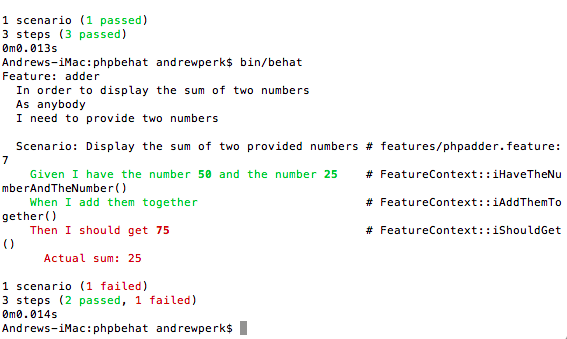 1 scenario (1 passed)
3 steps (3 passed)
0m0.013s
Andrews-iMac:phpbehat andrewperk$ bin/behat
Feature: adder
  In order to display the sum of two numbers
  As anybody
  I need to provide two numbers

  Scenario: Display the sum of two provided numbers # features/phpadder.feature:
7
    Given I have the number 50 and the number 25    # FeatureContext::iHaveTheNu
mberAndTheNumber()
    When I add them together                        # FeatureContext::iAddThemTo
gether()
    Then I should get 75                            # FeatureContext::iShouldGet
()
      Actual sum: 25

1 scenario (1 failed)
3 steps (2 passed, 1 failed)
0m0.014s
Andrews-iMac:phpbehat andrewperk$